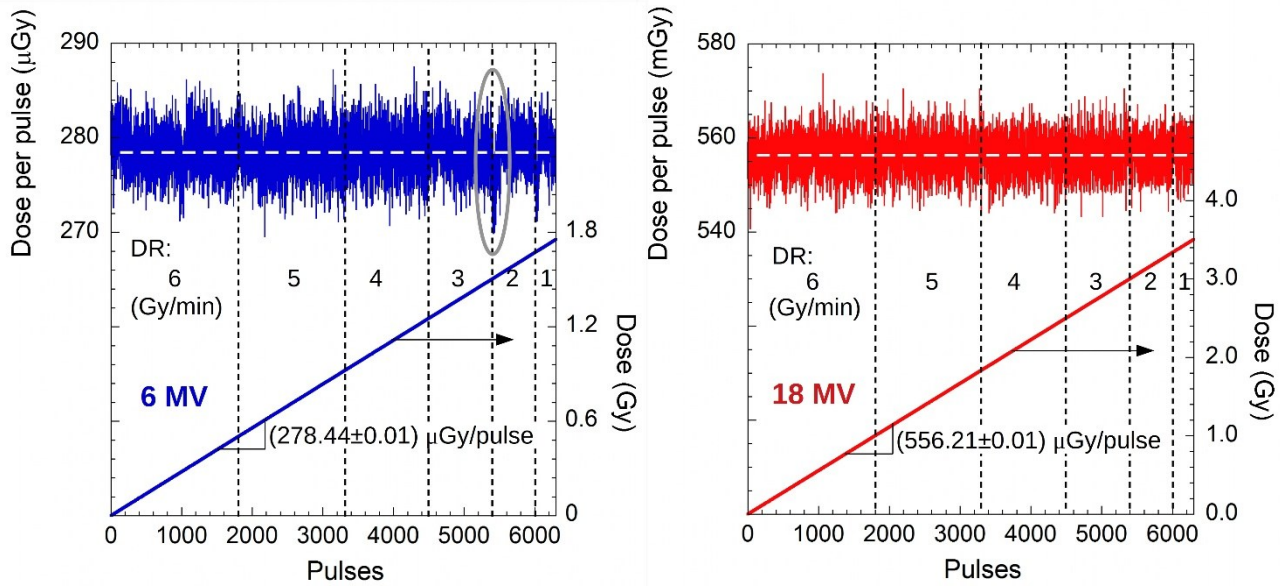 Dose per pulse (μGy)
290
280
270
DR:
6 5 4 3 2 1
(Gy/min)
1.8
1.2
0.6
0
Dose (Gy)
6 MV
(278.44±0.01) μGy/pulse
0 1000 2000 3000 4000 5000 6000
Pulses
Dose per pulse (mGy)
580
560
540
DR:
6 5 4 3 2 1
(Gy/min)
4.0
3.0
2.0
1.0
0.0
Dose (Gy)
18 MV
(556.21±0.01) μGy/pulse
0 1000 2000 3000 4000 5000 6000
Pulses